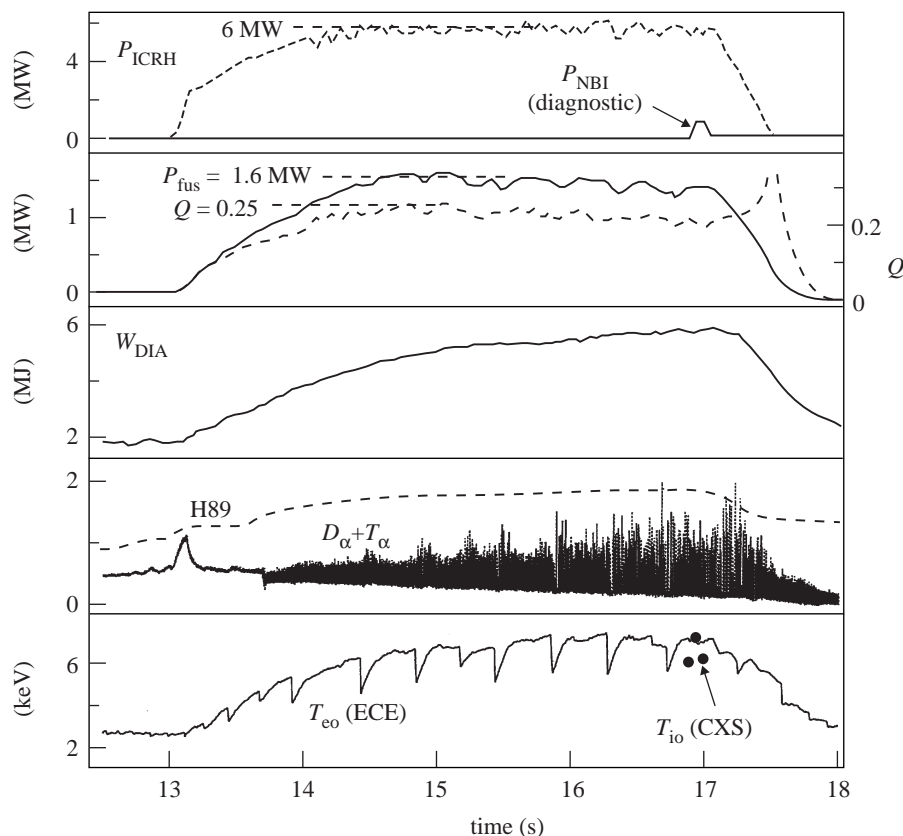 6 MW
P_ICRH
4
(MW)
P_NBI
(diagnostic)
0
P_fus = 1.6 MW
Q = 0.25
(MW)
1
0.2
0
0
Q
6
W_DIA
(MJ)
2
2
H89
D_α+T_α
0
6
(keV)
T_eo (ECE)
T_io (CXS)
2
13 14 15 16 17 18
time (s)